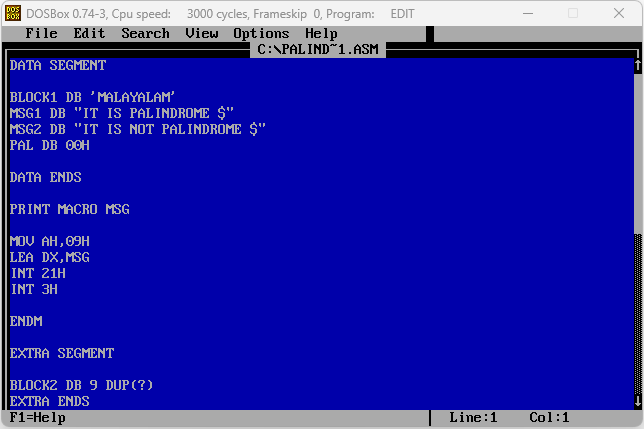 DOSBox 0.74-3, Cpu speed: 3000 cycles, Frameskip 0, Program: EDIT
File Edit Search View Options Help
C:\PALIND~1.ASM
DATA SEGMENT
BLOCK1 DB 'MALAYALAM'
MSG1 DB "IT IS PALINDROME $"
MSG2 DB "IT IS NOT PALINDROME $"
PAL DB 00H
DATA ENDS
PRINT MACRO MSG
MOV AH,09H
LEA DX,MSG
INT 21H
INT 3H
ENDM
EXTRA SEGMENT
BLOCK2 DB 9 DUP(?)
EXTRA ENDS
F1=Help Line:1 Col:1